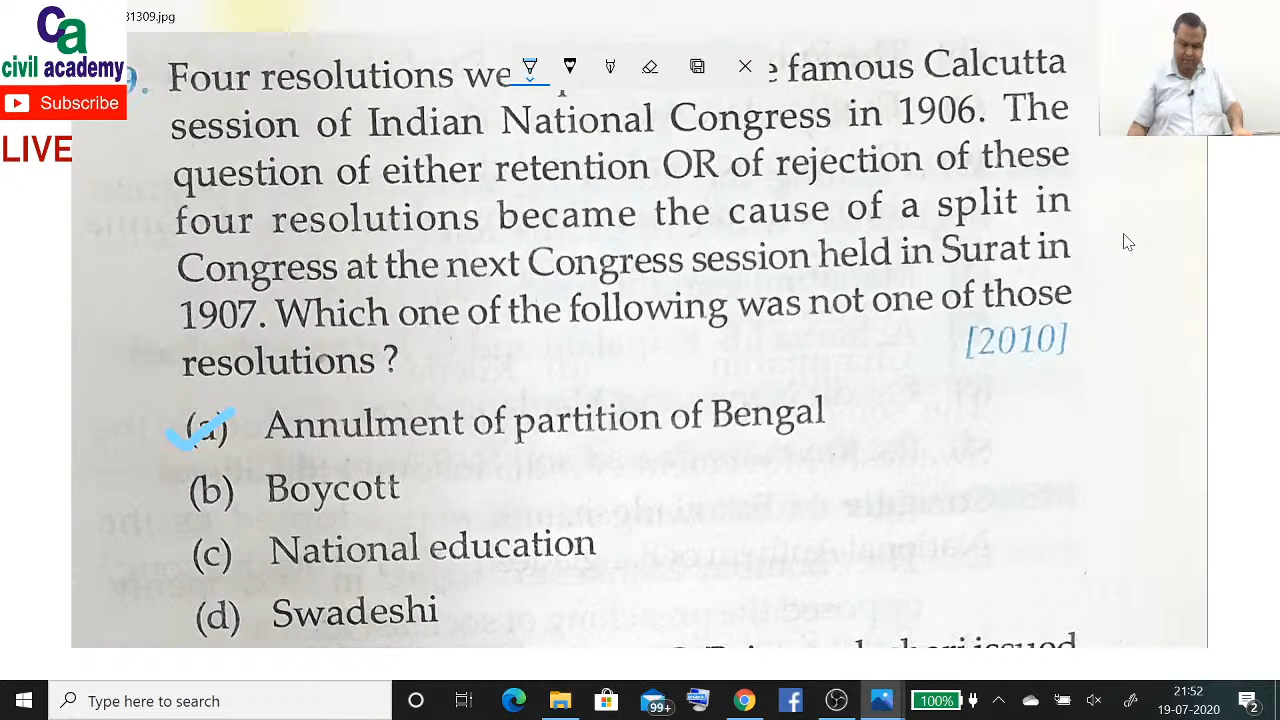 31309.jpg
ca
civil academy
Subscribe
LIVE
9. Four resolutions we famous Calcutta
session of Indian National Congress in 1906. The
question of either retention OR of rejection of these
four resolutions became the cause of a split in
Congress at the next Congress session held in Surat in
1907. Which one of the following was not one of those
resolutions ?
[2010]
(a) Annulment of partition of Bengal
(b) Boycott
(c) National education
(d) Swadeshi
issued
Type here to search
99+
100%
21:52
19-07-2020
2